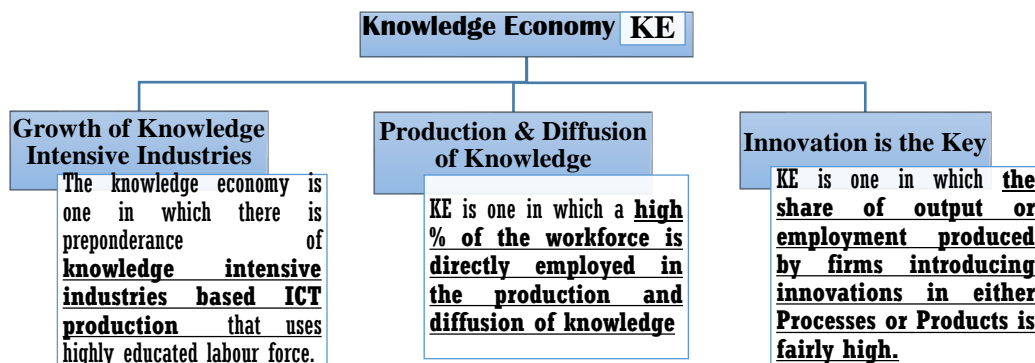 Knowledge Economy KE
Growth of Knowledge
Intensive Industries
The knowledge economy is
one in which there is
preponderance of
knowledge intensive
industries based ICT
production that uses
highly educated labour force.
Production & Diffusion
of Knowledge
KE is one in which a high
% of the workforce is
directly employed in
the production and
diffusion of knowledge
Innovation is the Key
KE is one in which the
share of output or
employment produced
by firms introducing
innovations in either
Processes or Products is
fairly high.